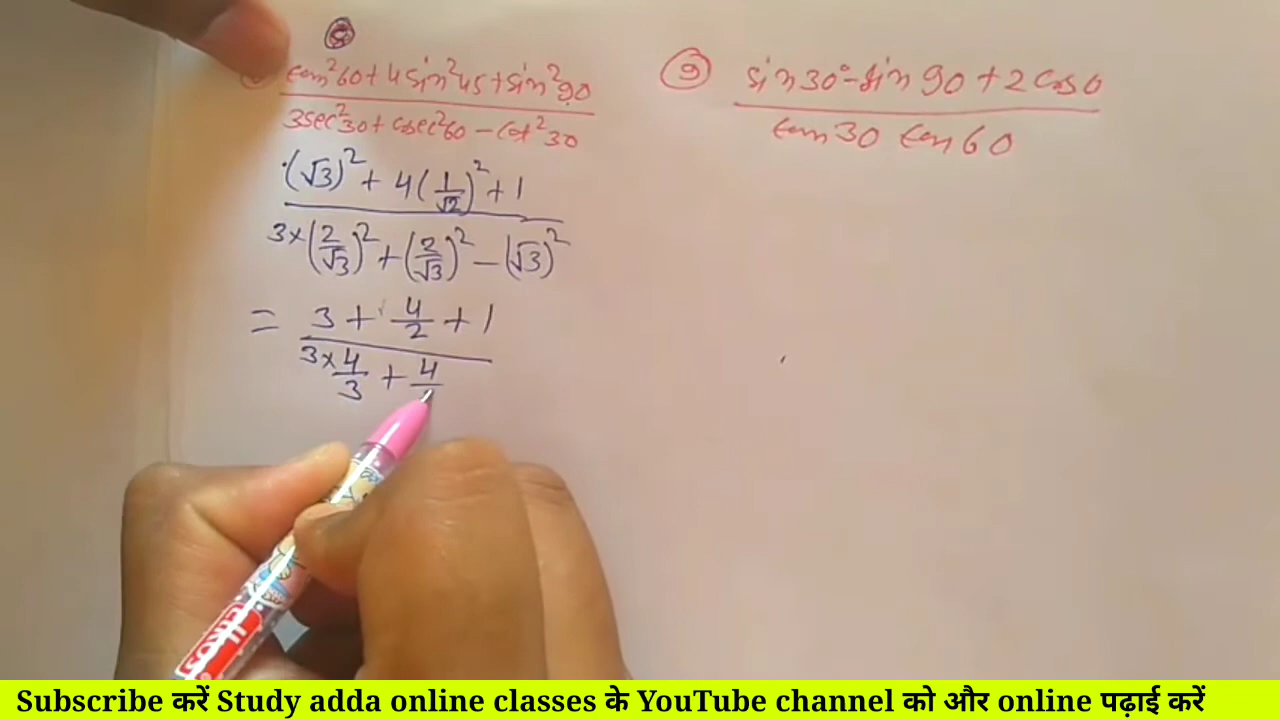 tan²60+4sin²45+sin²90
3sec²30+cosec²60-Cot²30
(√3)²+4(1/√2)²+1
3×(2/√3)²+(2/√3)²-(√3)²
= 3+4/2+1
3×4/3+4
9 sin30°-sin90+2cos0
tan30 tan60
Subscribe करें Study adda online classes के YouTube channel को और online पढ़ाई करें